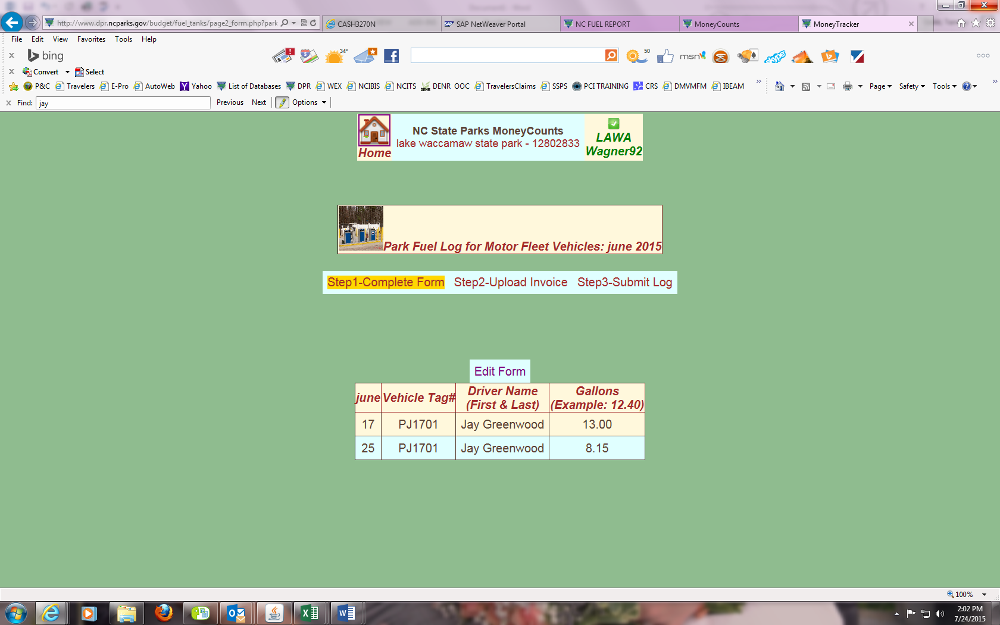 http://www.dpr.ncparks.gov/budget/fuel_tanks/page2_form.php?park
CASH3270N
SAP NetWeaver Portal
NC FUEL REPORT
MoneyCounts
MoneyTracker
File Edit View Favorites Tools Help
bing
34°
50
msn
skype
Convert Select
P&C Travelers E-Pro AutoWeb Yahoo List of Databases DPR WEX NCIBIS NCITS DENR OOC TravelersClaims SSPS PCI TRAINING CRS DMVMFM IBEAM
Page Safety Tools
Find: jay Previous Next Options
NC State Parks MoneyCounts
lake waccamaw state park - 12802833
Home
LAWA
Wagner92
Park Fuel Log for Motor Fleet Vehicles: june 2015
Step1-Complete Form Step2-Upload Invoice Step3-Submit Log
Edit Form
june Vehicle Tag# Driver Name (First & Last) Gallons (Example: 12.40)
17 PJ1701 Jay Greenwood 13.00
25 PJ1701 Jay Greenwood 8.15
100%
2:02 PM
7/24/2015